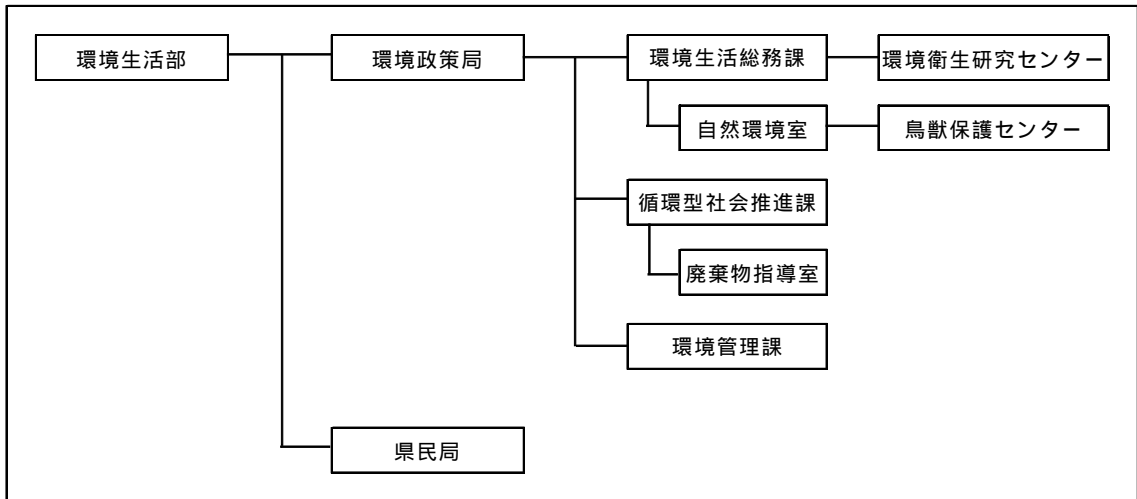 環境生活部
環境政策局
環境生活総務課
環境衛生研究センター
自然環境室
鳥獣保護センター
循環型社会推進課
廃棄物指導室
環境管理課
県民局